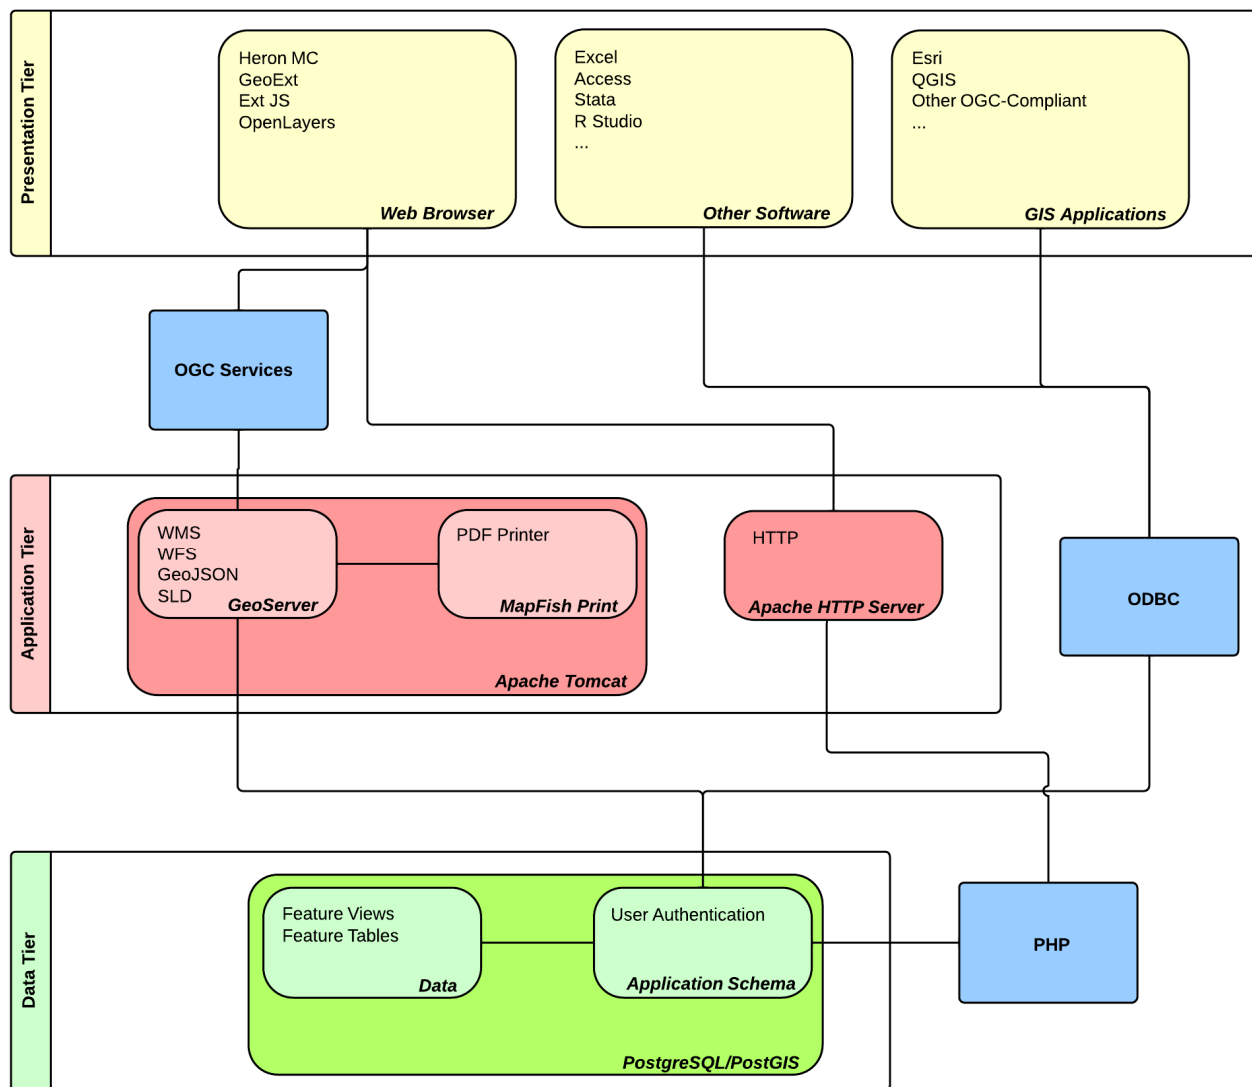 Presentation Tier
Heron MC
GeoExt
Ext JS
OpenLayers
Web Browser
Excel
Access
Stata
R Studio
...
Other Software
Esri
QGIS
Other OGC-Compliant
...
GIS Applications
OGC Services
Application Tier
WMS
WFS
GeoJSON
SLD
GeoServer
PDF Printer
MapFish Print
Apache Tomcat
HTTP
Apache HTTP Server
ODBC
Data Tier
Feature Views
Feature Tables
Data
User Authentication
Application Schema
PostgreSQL/PostGIS
PHP